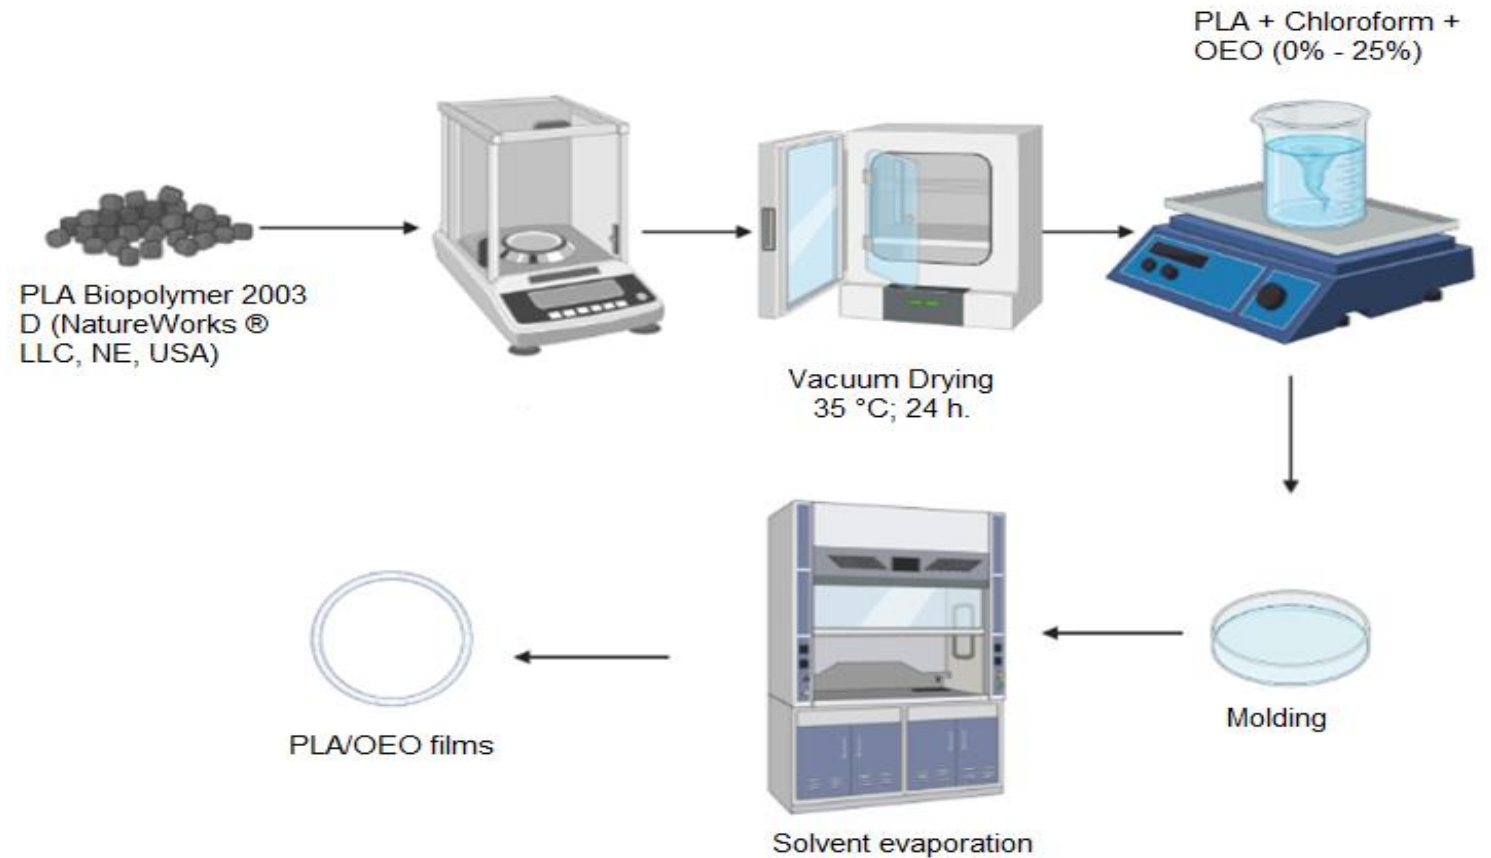 PLA + Chloroform +
OEO (0% - 25%)
PLA Biopolymer 2003
D (NatureWorks ®
LLC, NE, USA)
Vacuum Drying
35 °C; 24 h.
Molding
Solvent evaporation
PLA/OEO films